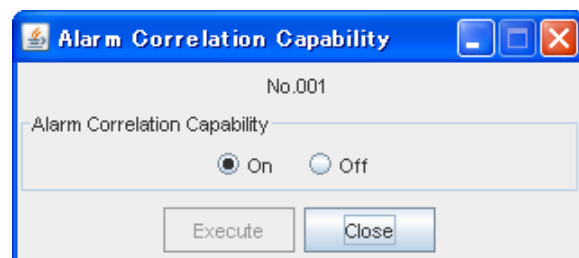 Alarm Correlation Capability
No.001
Alarm Correlation Capability
On Off
Execute Close